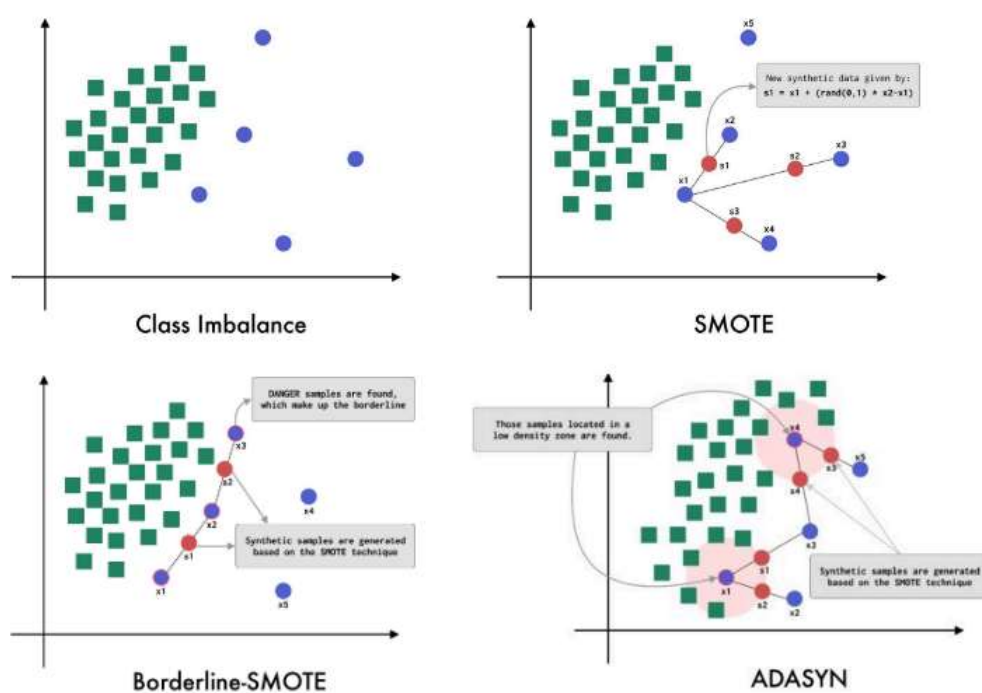 x5
New synthetic data given by:
s1 = x1 + (rand(0,1) * x2-x1)
x2
s1
x3
s2
x1
s3
x4
Class Imbalance
SMOTE
DANGER samples are found,
which make up the borderline
x3
s2
x4
x2
Synthetic samples are generated
based on the SMOTE technique
s1
x1
x5
Borderline-SMOTE
Those samples located in a
low density zone are found.
x4
x5
s3
s4
s3
s1
Synthetic samples are generated
based on the SMOTE technique
x1
s2
x2
ADASYN